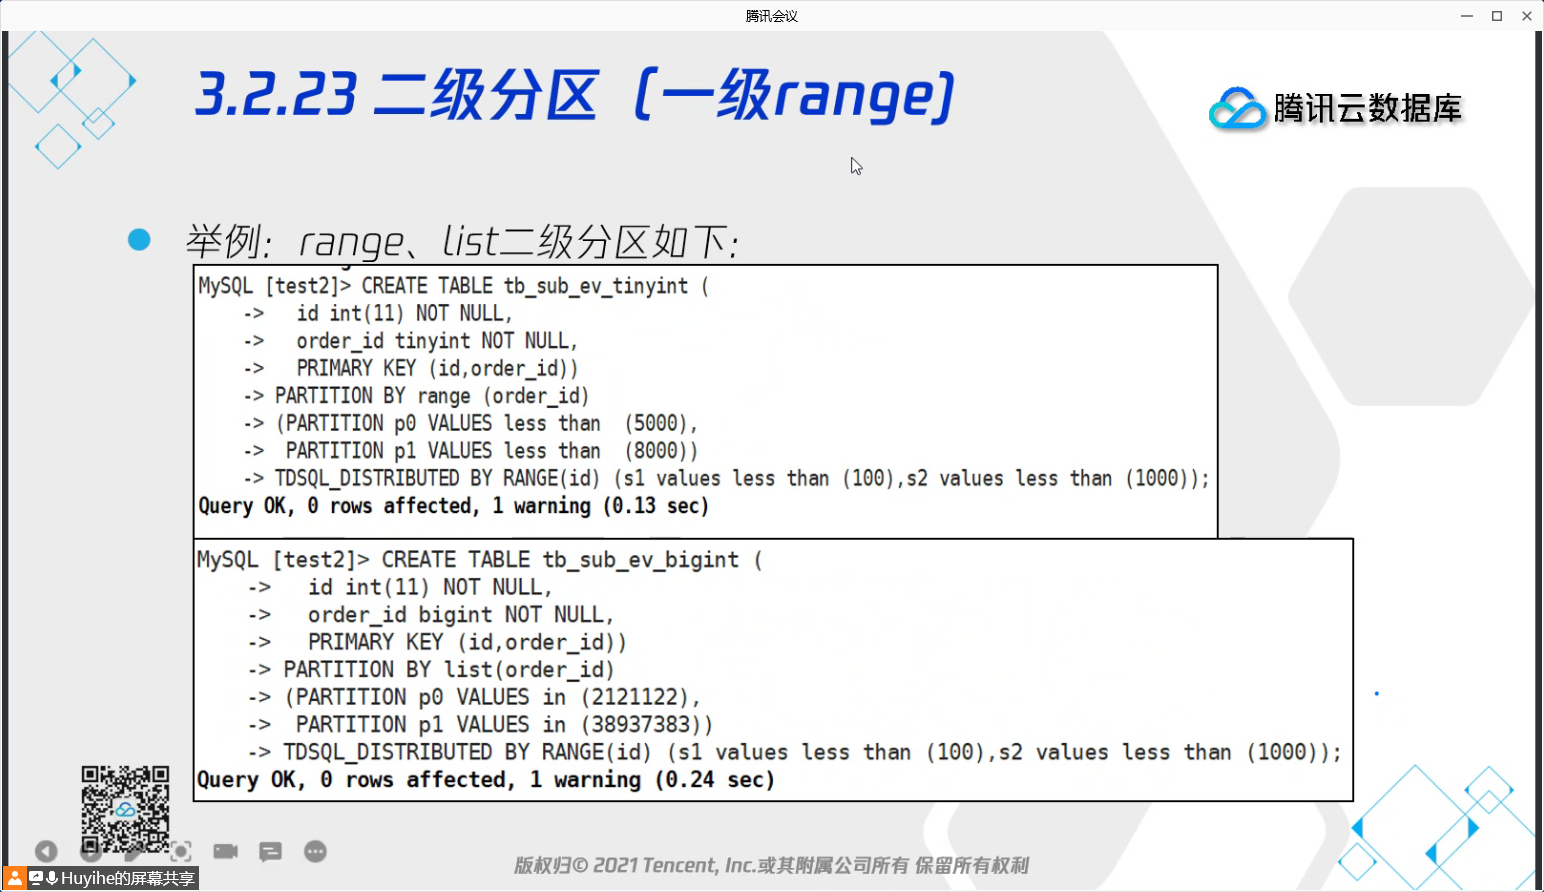 腾讯会议
3.2.23 二级分区（一级range）
腾讯云数据库
举例：range、list二级分区如下：
MySQL [test2]> CREATE TABLE tb_sub_ev_tinyint (
-> id int(11) NOT NULL,
-> order_id tinyint NOT NULL,
-> PRIMARY KEY (id,order_id))
-> PARTITION BY range (order_id)
-> (PARTITION p0 VALUES less than (5000),
-> PARTITION p1 VALUES less than (8000))
-> TDSQL_DISTRIBUTED BY RANGE(id) (s1 values less than (100),s2 values less than (1000));
Query OK, 0 rows affected, 1 warning (0.13 sec)
MySQL [test2]> CREATE TABLE tb_sub_ev_bigint (
-> id int(11) NOT NULL,
-> order_id bigint NOT NULL,
-> PRIMARY KEY (id,order_id))
-> PARTITION BY list(order_id)
-> (PARTITION p0 VALUES in (2121122),
-> PARTITION p1 VALUES in (38937383))
-> TDSQL_DISTRIBUTED BY RANGE(id) (s1 values less than (100),s2 values less than (1000));
Query OK, 0 rows affected, 1 warning (0.24 sec)
版权归© 2021 Tencent, Inc.或其附属公司所有 保留所有权利
Huyihe的屏幕共享